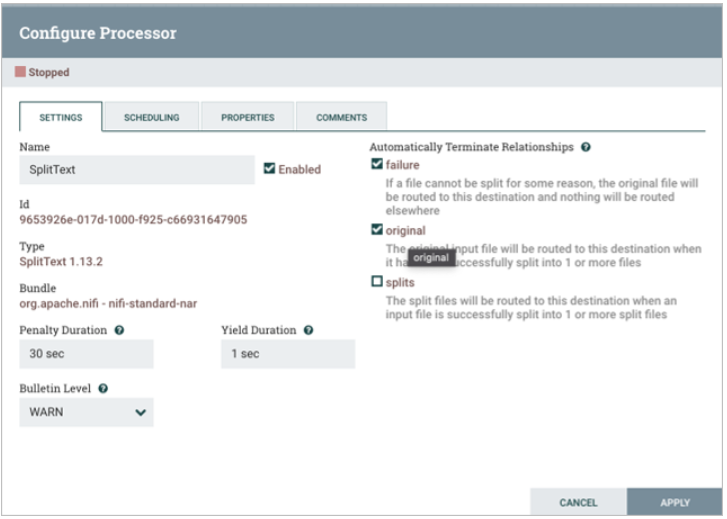 Configure Processor
Stopped
SETTINGS
SCHEDULING
PROPERTIES
COMMENTS
Name
SplitText
Enabled
Id
9653926e-017d-1000-f925-c66931647905
Type
SplitText 1.13.2
Bundle
org.apache.nifi - nifi-standard-nar
Penalty Duration
Yield Duration
30 sec
1 sec
Bulletin Level
WARN
Automatically Terminate Relationships
failure
If a file cannot be split for some reason, the original file will
be routed to this destination and nothing will be routed
elsewhere
original
The original input file will be routed to this destination when
it ha successfully split into 1 or more files
original
splits
The split files will be routed to this destination when an
input file is successfully split into 1 or more split files
CANCEL
APPLY